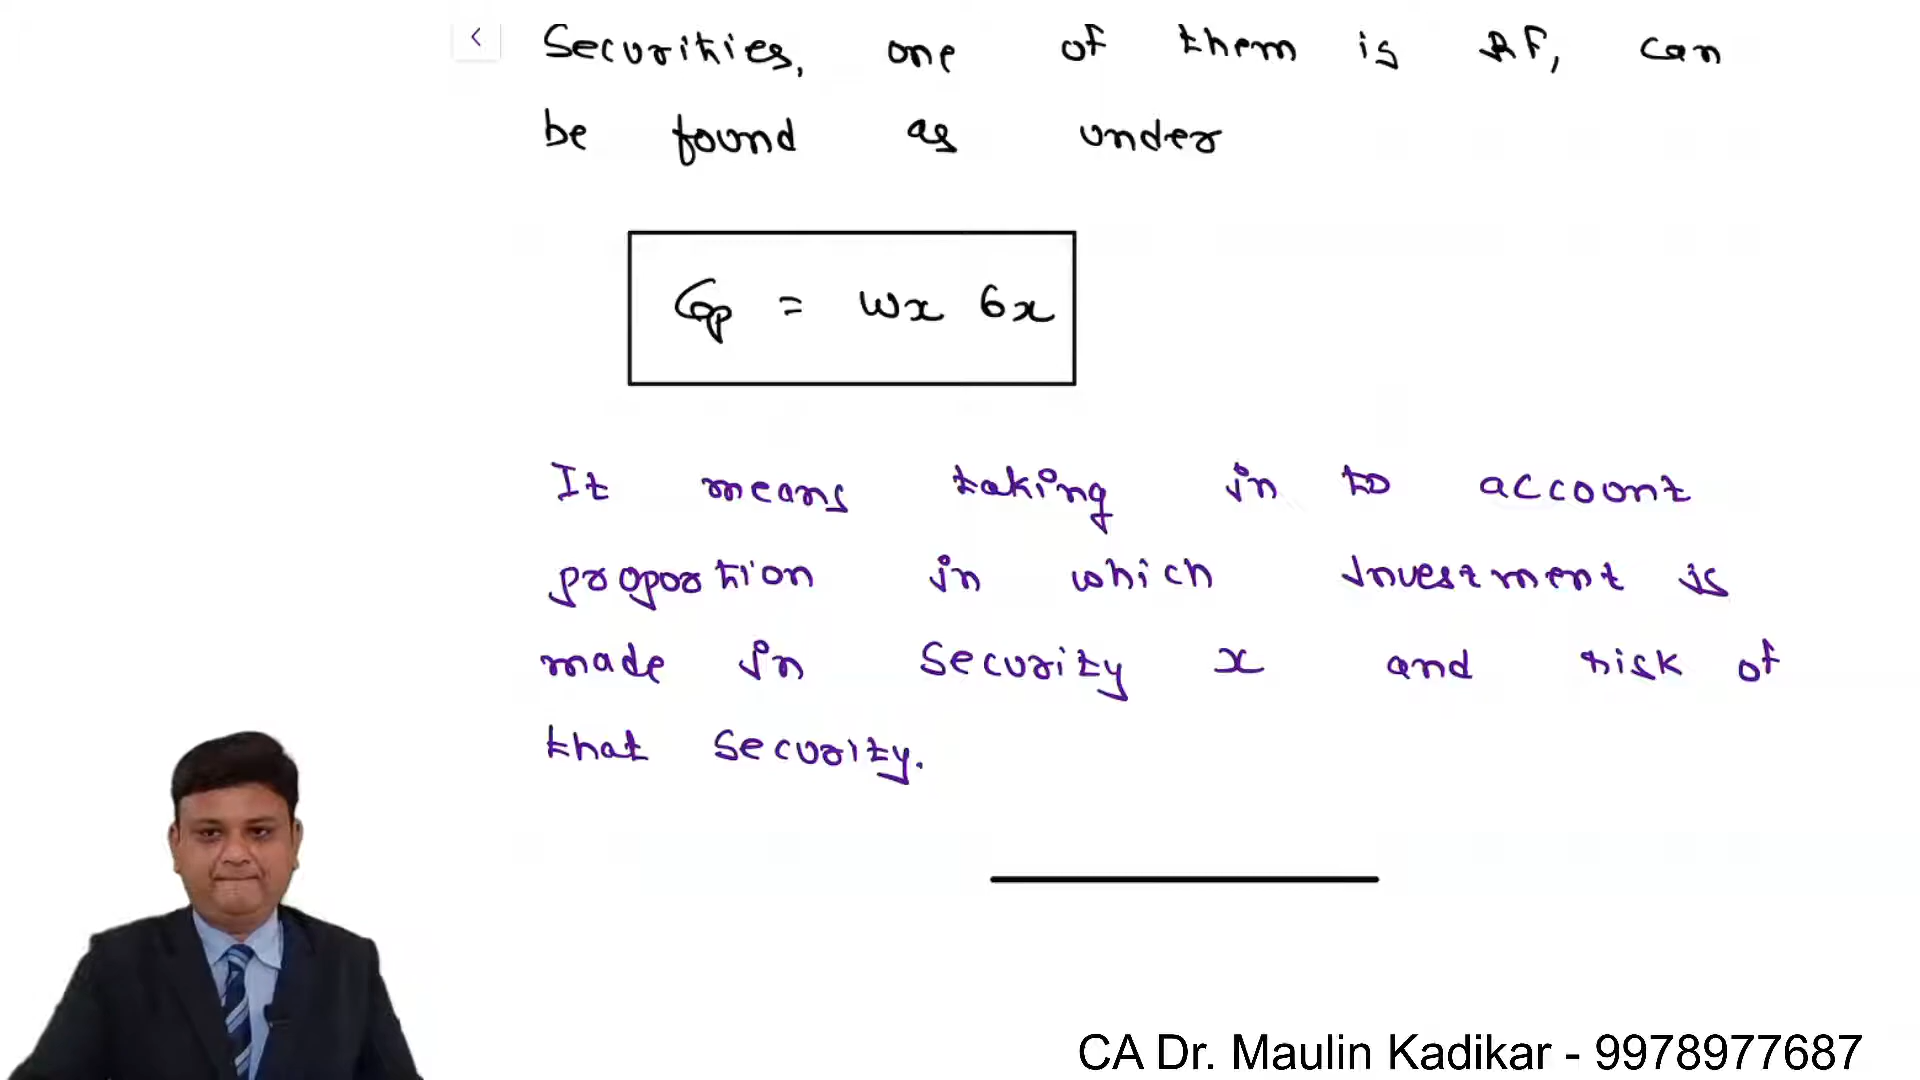 Securities, one of them is RF, can
be found as under
σp = wx σx
It means taking in to account
proportion in which investment is
made in security x and risk of
that security.
CA Dr. Maulin Kadikar - 9978977687